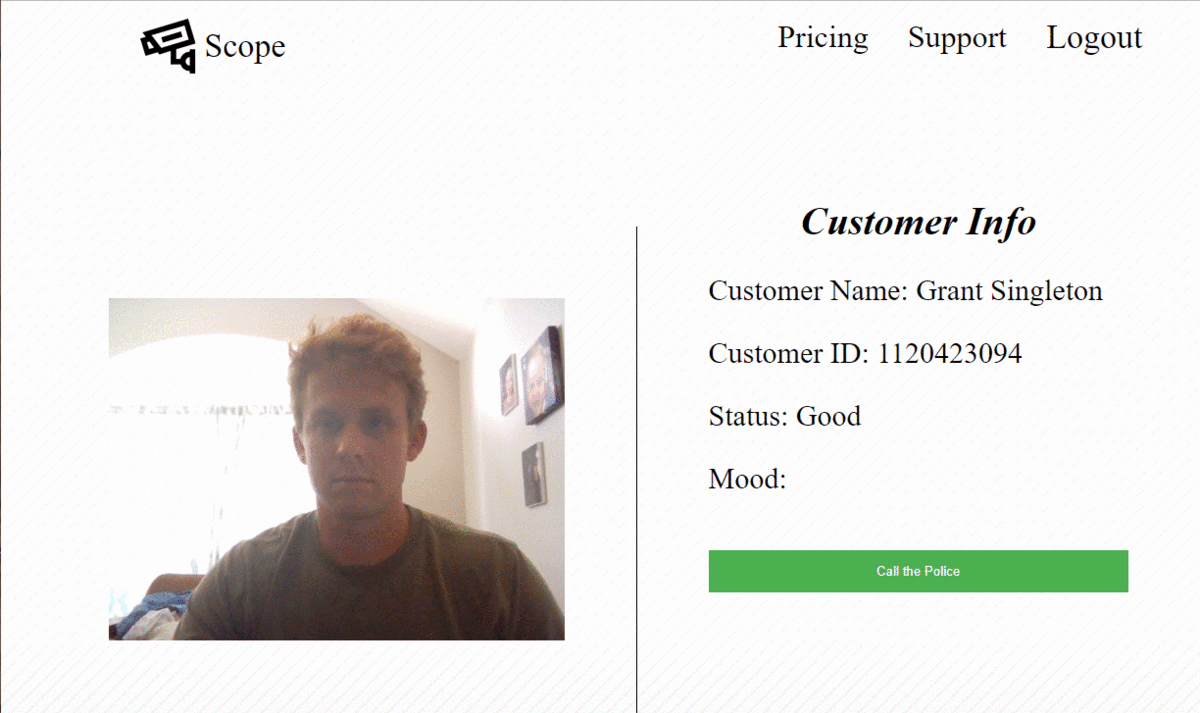 Scope
Pricing Support Logout
Customer Info
Customer Name: Grant Singleton
Customer ID: 1120423094
Status: Good
Mood:
Call the Police